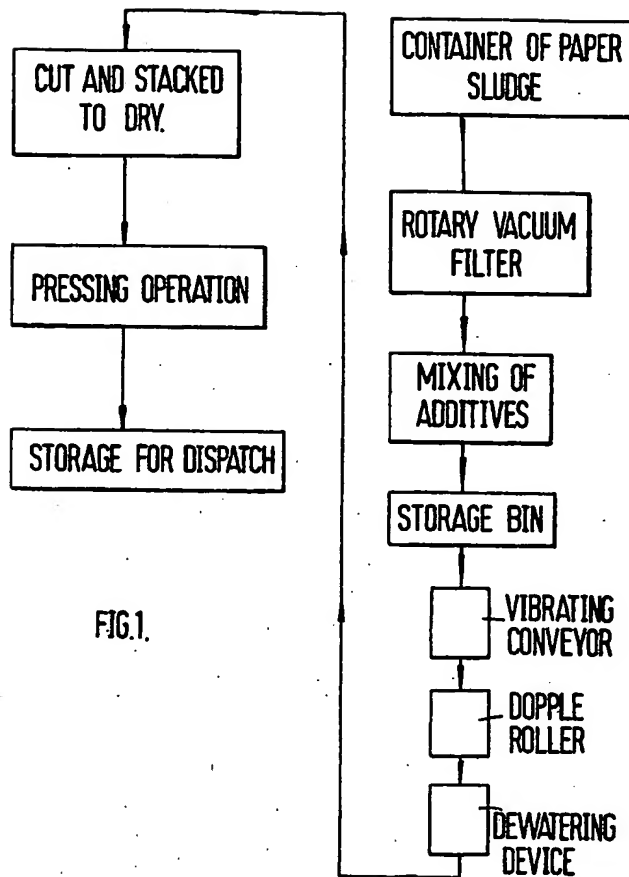 CONTAINER OF PAPER
SLUDGE
ROTARY VACUUM
FILTER
MIXING OF
ADDITIVES
STORAGE BIN
VIBRATING
CONVEYOR
DOPPLE
ROLLER
DEWATERING
DEVICE
CUT AND STACKED
TO DRY.
PRESSING OPERATION
STORAGE FOR DISPATCH
FIG.1.